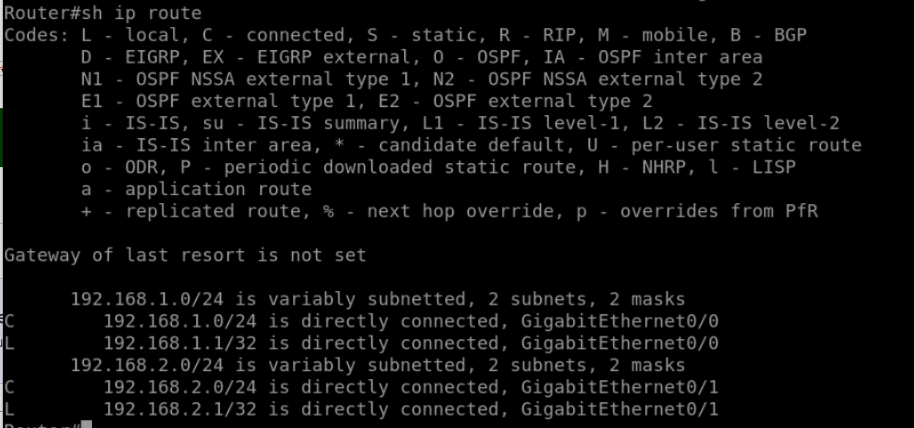 Router#sh ip route
Codes: L - local, C - connected, S - static, R - RIP, M - mobile, B - BGP
       D - EIGRP, EX - EIGRP external, O - OSPF, IA - OSPF inter area
       N1 - OSPF NSSA external type 1, N2 - OSPF NSSA external type 2
       E1 - OSPF external type 1, E2 - OSPF external type 2
       i - IS-IS, su - IS-IS summary, L1 - IS-IS level-1, L2 - IS-IS level-2
       ia - IS-IS inter area, * - candidate default, U - per-user static route
       o - ODR, P - periodic downloaded static route, H - NHRP, l - LISP
       a - application route
       + - replicated route, % - next hop override, p - overrides from PfR
Gateway of last resort is not set
      192.168.1.0/24 is variably subnetted, 2 subnets, 2 masks
C        192.168.1.0/24 is directly connected, GigabitEthernet0/0
L        192.168.1.1/32 is directly connected, GigabitEthernet0/0
      192.168.2.0/24 is variably subnetted, 2 subnets, 2 masks
C        192.168.2.0/24 is directly connected, GigabitEthernet0/1
L        192.168.2.1/32 is directly connected, GigabitEthernet0/1
Router#